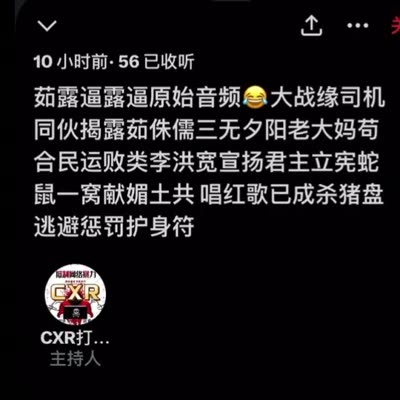 10 小时前· 56 已收听
茹露逼露逼原始音频😂大战缘司机
同伙揭露茹侏儒三无夕阳老大妈苟
合民运败类李洪宽宣扬君主立宪蛇
鼠一窝献媚土共 唱红歌已成杀猪盘
逃避惩罚护身符
CXR
CXR打...
主持人